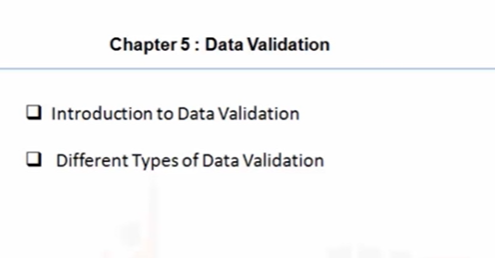 Chapter 5 : Data Validation
Introduction to Data Validation
Different Types of Data Validation